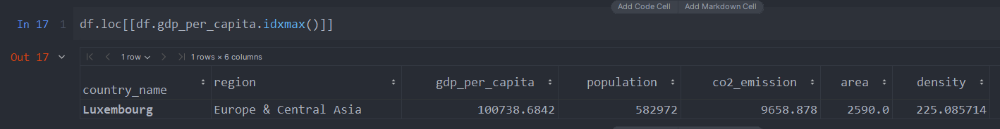 Add Code Cell Add Markdown Cell
In 17 1 df.loc[[df.gdp_per_capita.idxmax()]]
Out 17 1 row 1 rows × 6 columns
country_name region gdp_per_capita population co2_emission area density
Luxembourg Europe & Central Asia 100738.6842 582972 9658.878 2590.0 225.085714